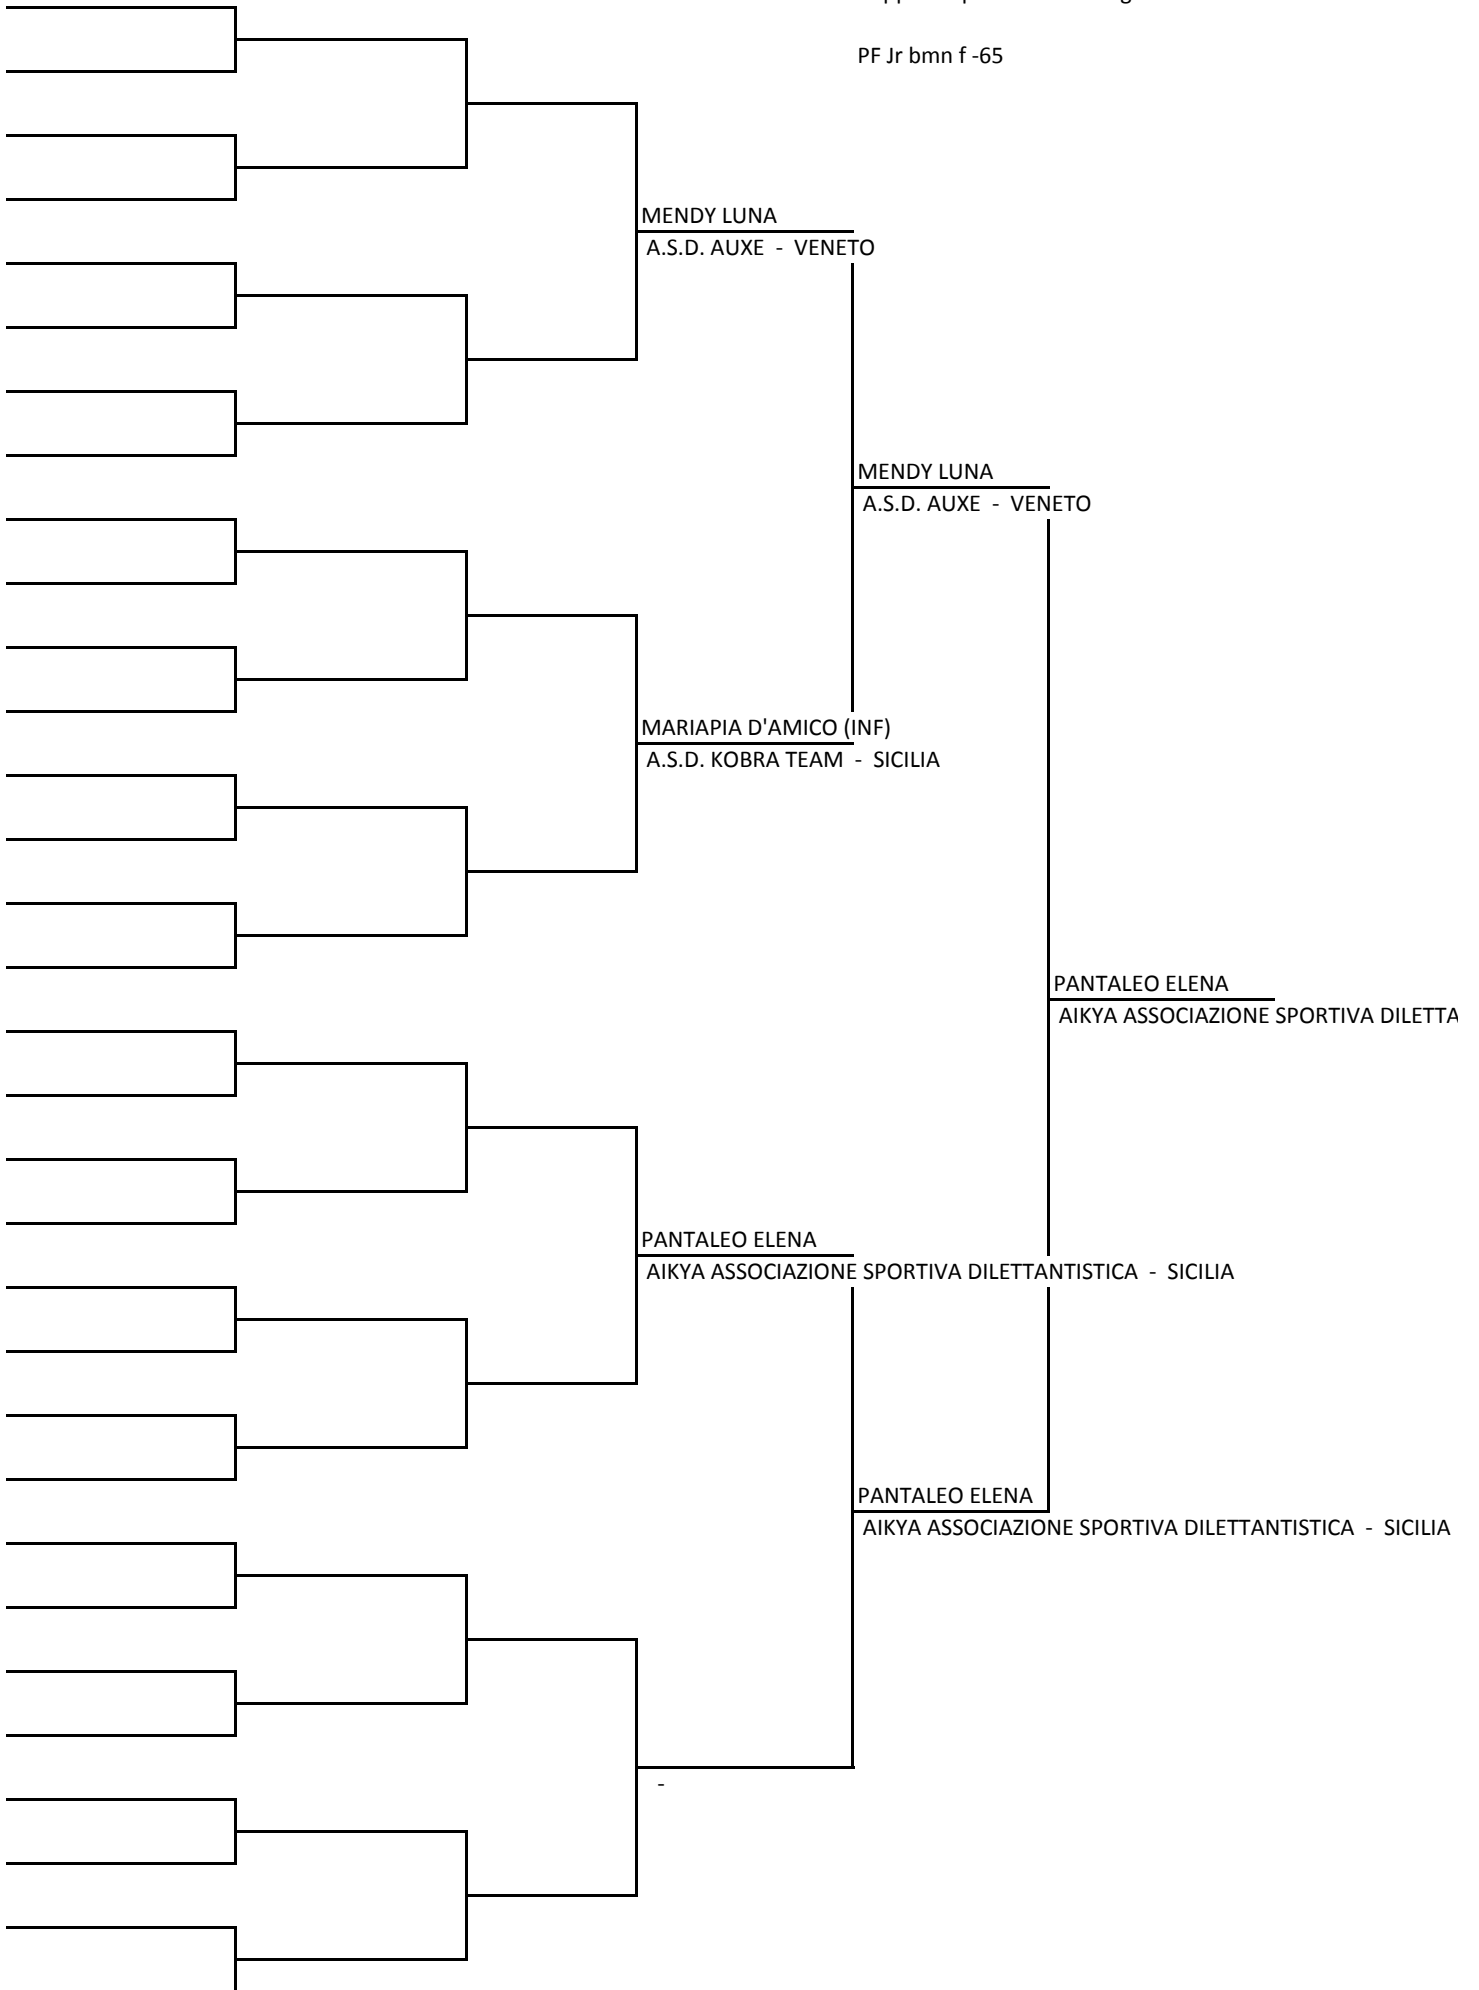 PF Jr bmn f -65
MENDY LUNA
A.S.D. AUXE - VENETO
MENDY LUNA
A.S.D. AUXE - VENETO
MARIAPIA D'AMICO (INF)
A.S.D. KOBRA TEAM - SICILIA
PANTALEO ELENA
AIKYA ASSOCIAZIONE SPORTIVA DILETTA
PANTALEO ELENA
AIKYA ASSOCIAZIONE SPORTIVA DILETTANTISTICA - SICILIA
PANTALEO ELENA
AIKYA ASSOCIAZIONE SPORTIVA DILETTANTISTICA - SICILIA
-